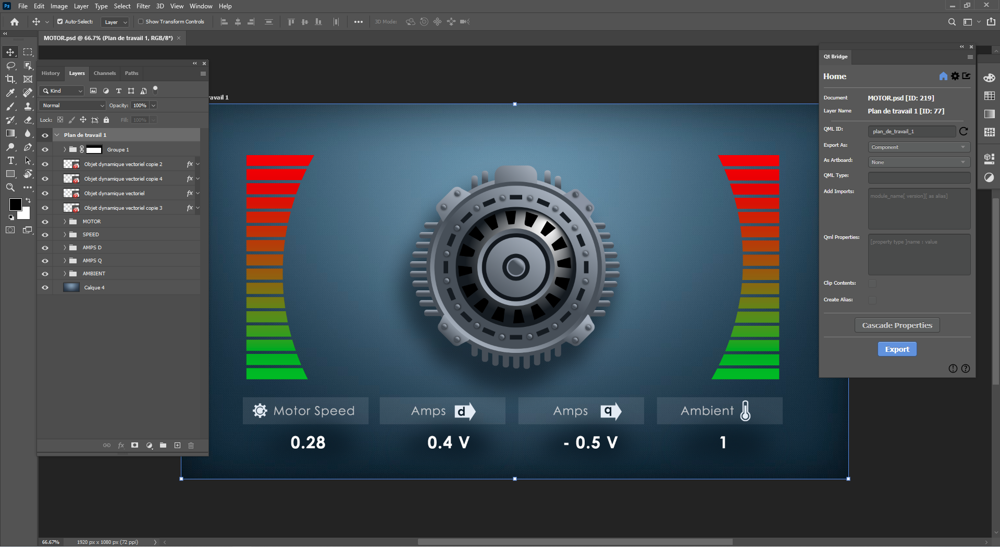 Ps File Edit Image Layer Type Select Filter 3D View Window Help
Auto-Select: Layer Show Transform Controls 3D Mode:
MOTOR.psd @ 66.7% (Plan de travail 1, RGB/8*)
History Layers Channels Paths
Kind
Normal Opacity: 100%
Lock: Fill: 100%
Plan de travail 1
Groupe 1
Objet dynamique vectoriel copie 2 fx
Objet dynamique vectoriel copie 4 fx
Objet dynamique vectoriel fx
Objet dynamique vectoriel copie 3 fx
MOTOR
SPEED
AMPS D
AMPS Q
AMBIENT
Calque 4
fx
ravail 1
Motor Speed
0.28
Amps d
0.4 V
Amps q
- 0.5 V
Ambient
1
Qt Bridge
Home
Document MOTOR.psd [ID: 219]
Layer Name Plan de travail 1 [ID: 77]
QML ID: plan_de_travail_1
Export As: Component
As Artboard: None
QML Type:
Add Imports: module_name[ version][ as alias]
Qml Properties: [property type ]name : value
Clip Contents:
Create Alias:
Cascade Properties
Export
66.67% 1920 px x 1080 px (72 ppi)